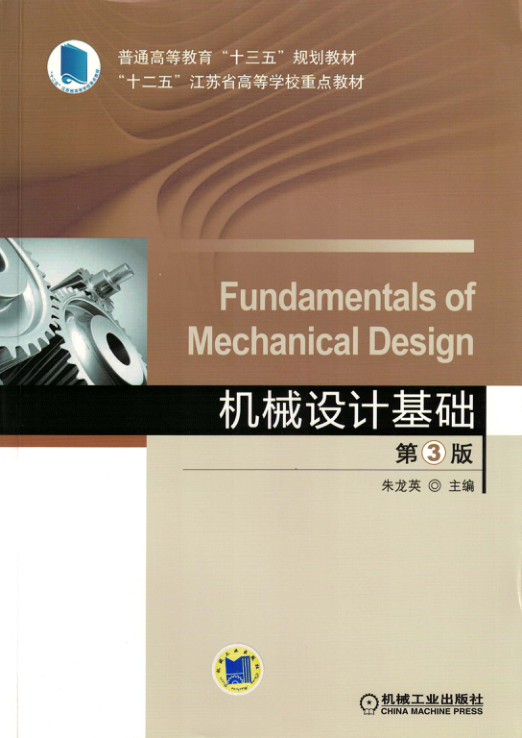 普通高等教育“十三五”规划教材
“十二五”江苏省高等学校重点教材
Fundamentals of
Mechanical Design
机械设计基础
第3版
朱龙英 ◎ 主编
机械工业出版社
CHINA MACHINE PRESS